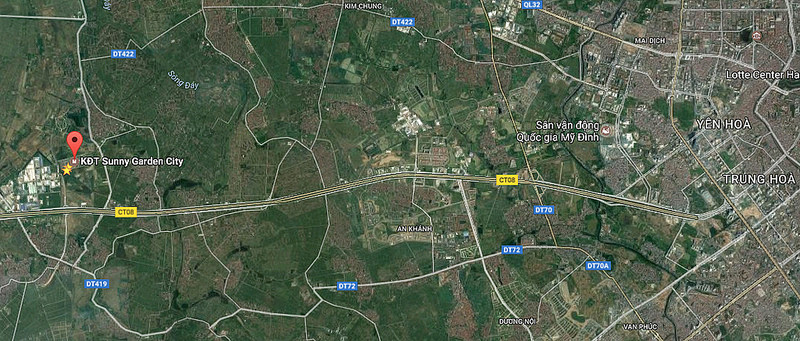 QL32
KIM CHUNG
DT422
MAI DỊCH
DT422
Sông Đáy
Lotte Center Ha
YÊN HOÀ
Sân vận động
Quốc gia Mỹ Đình
KĐT Sunny Garden City
TRUNG HOÀ
CT08
CT08
DT70
AN KHÁNH
DT72
DT70A
DT419
DT72
DƯƠNG NỘI
VẠN PHÚC